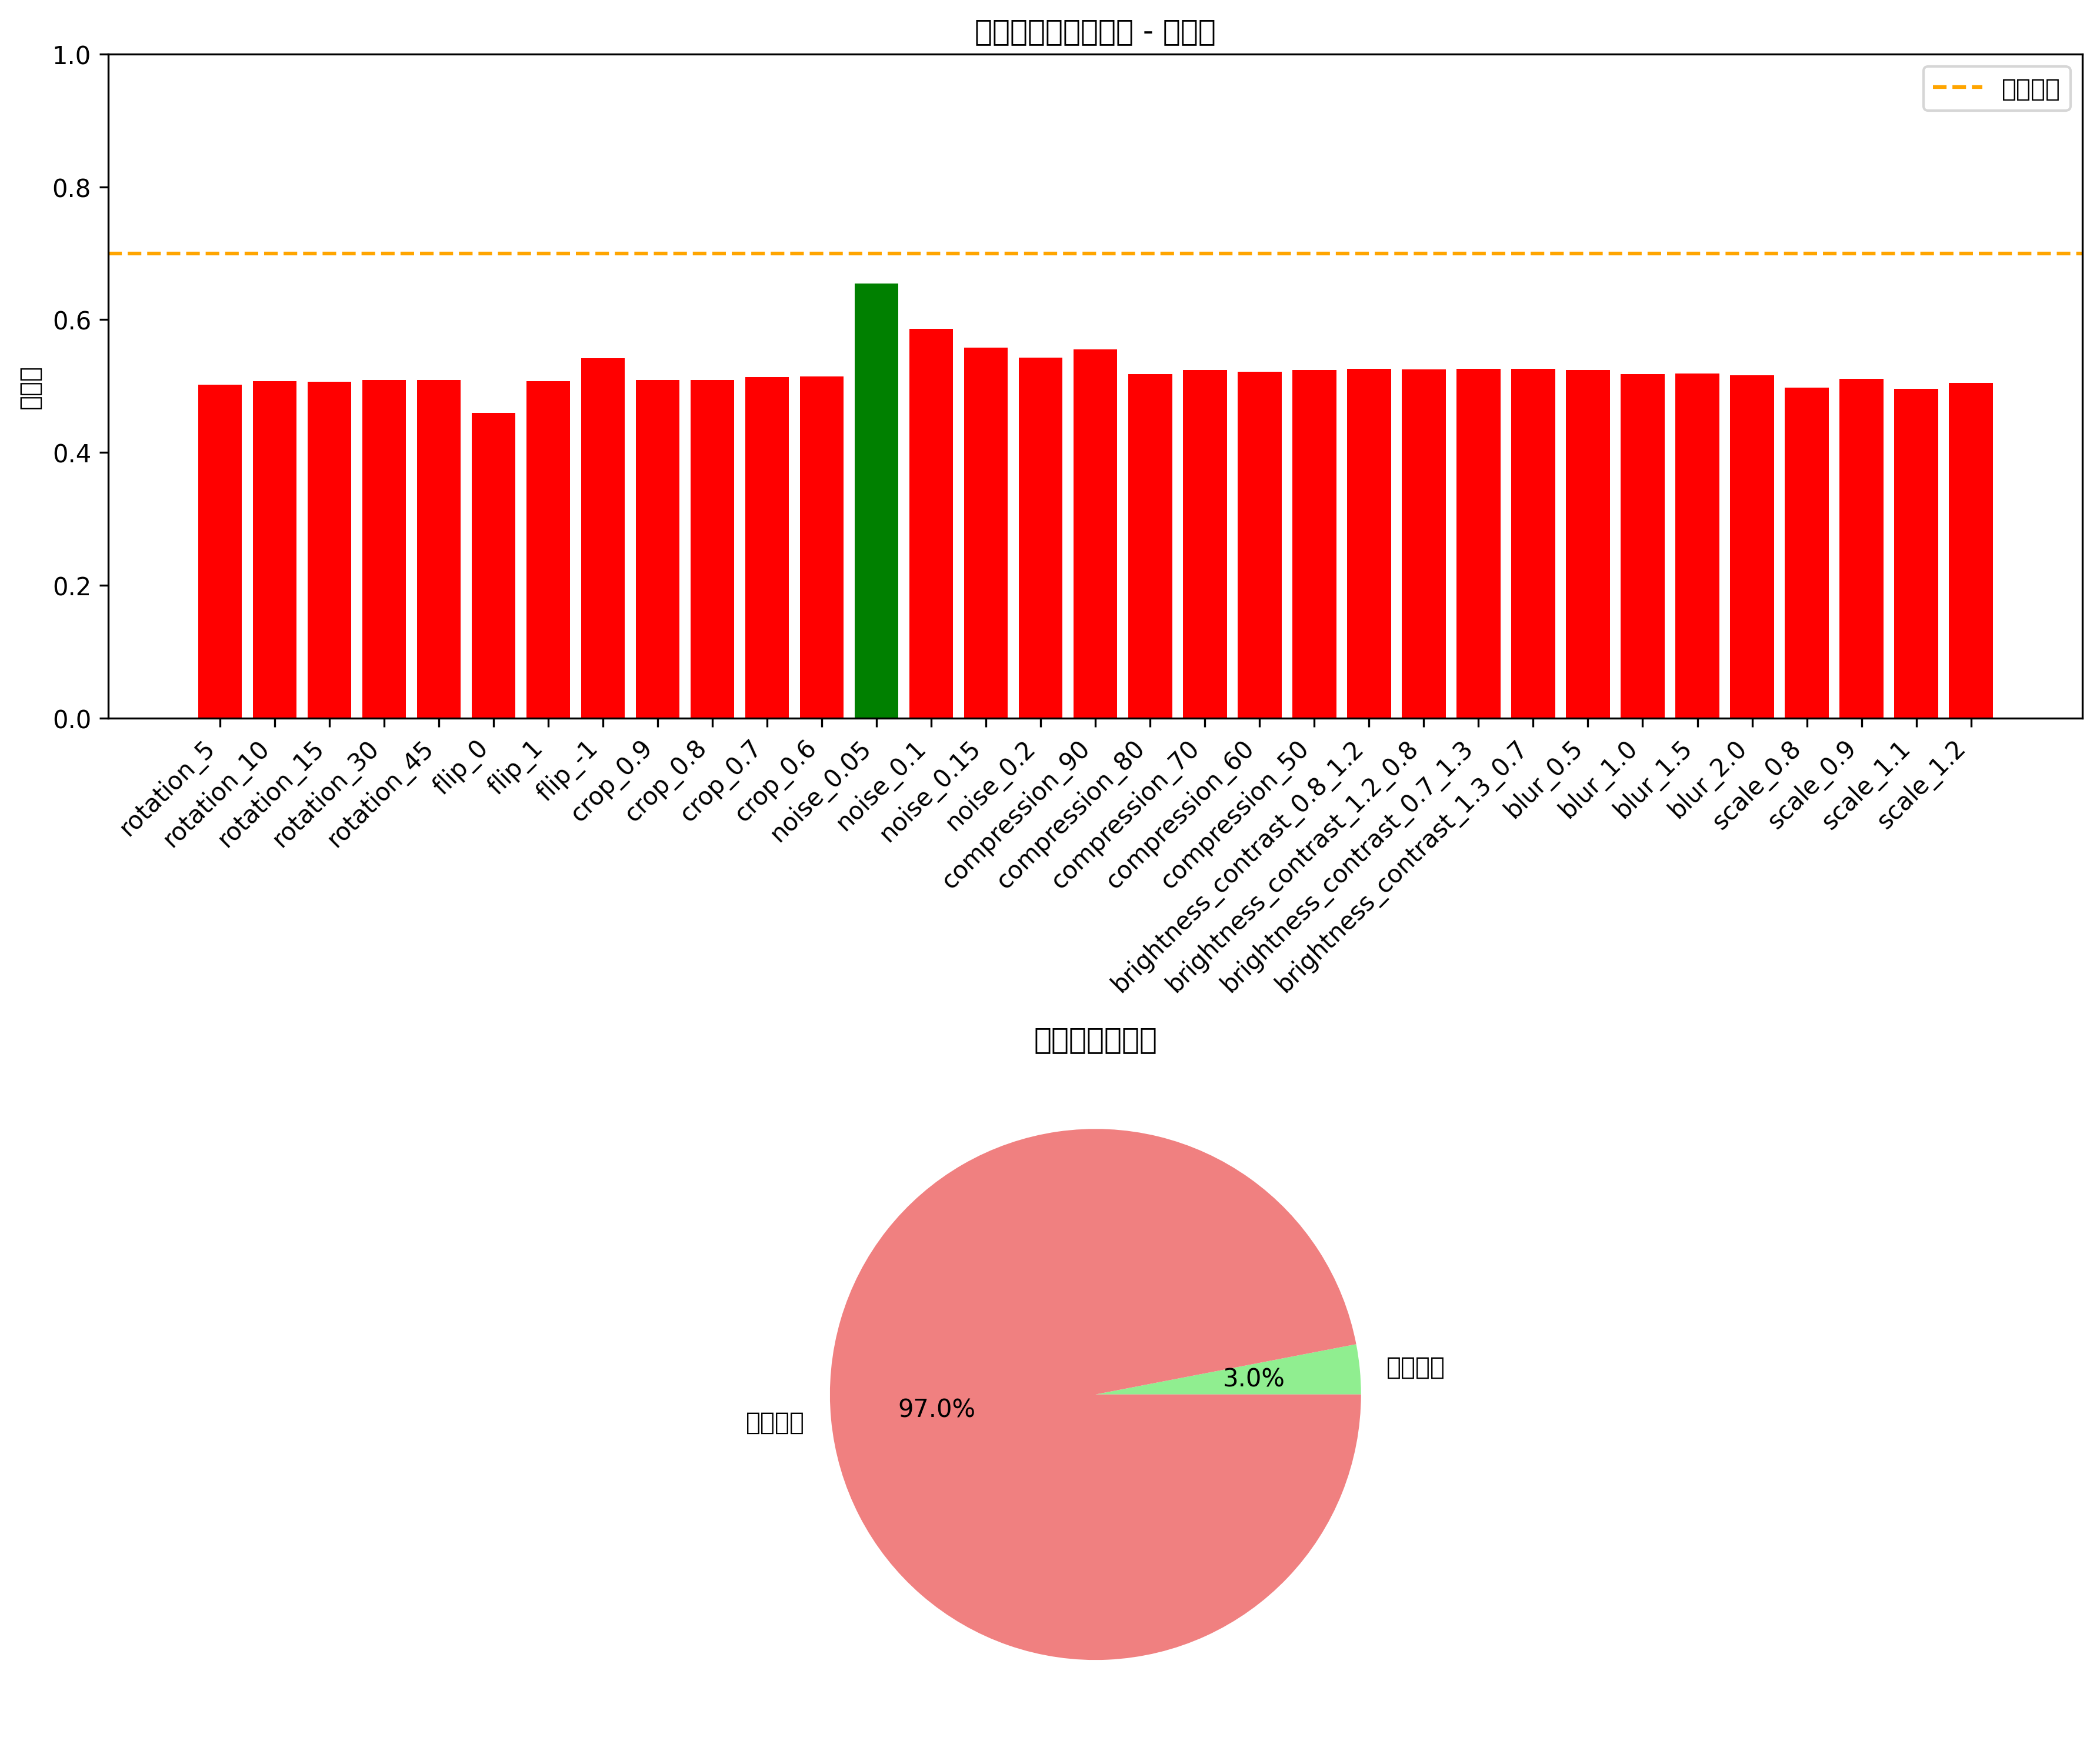 -
1.0
0.8
0.6
0.4
0.2
0.0
rotation_5
rotation_10
rotation_15
rotation_30
rotation_45
flip_0
flip_1
flip_-1
crop_0.9
crop_0.8
crop_0.7
crop_0.6
noise_0.05
noise_0.1
noise_0.15
noise_0.2
compression_90
compression_80
compression_70
compression_60
compression_50
brightness_contrast_0.8_1.2
brightness_contrast_1.2_0.8
brightness_contrast_0.7_1.3
brightness_contrast_1.3_0.7
blur_0.5
blur_1.0
blur_1.5
blur_2.0
scale_0.8
scale_0.9
scale_1.1
scale_1.2
3.0%
97.0%